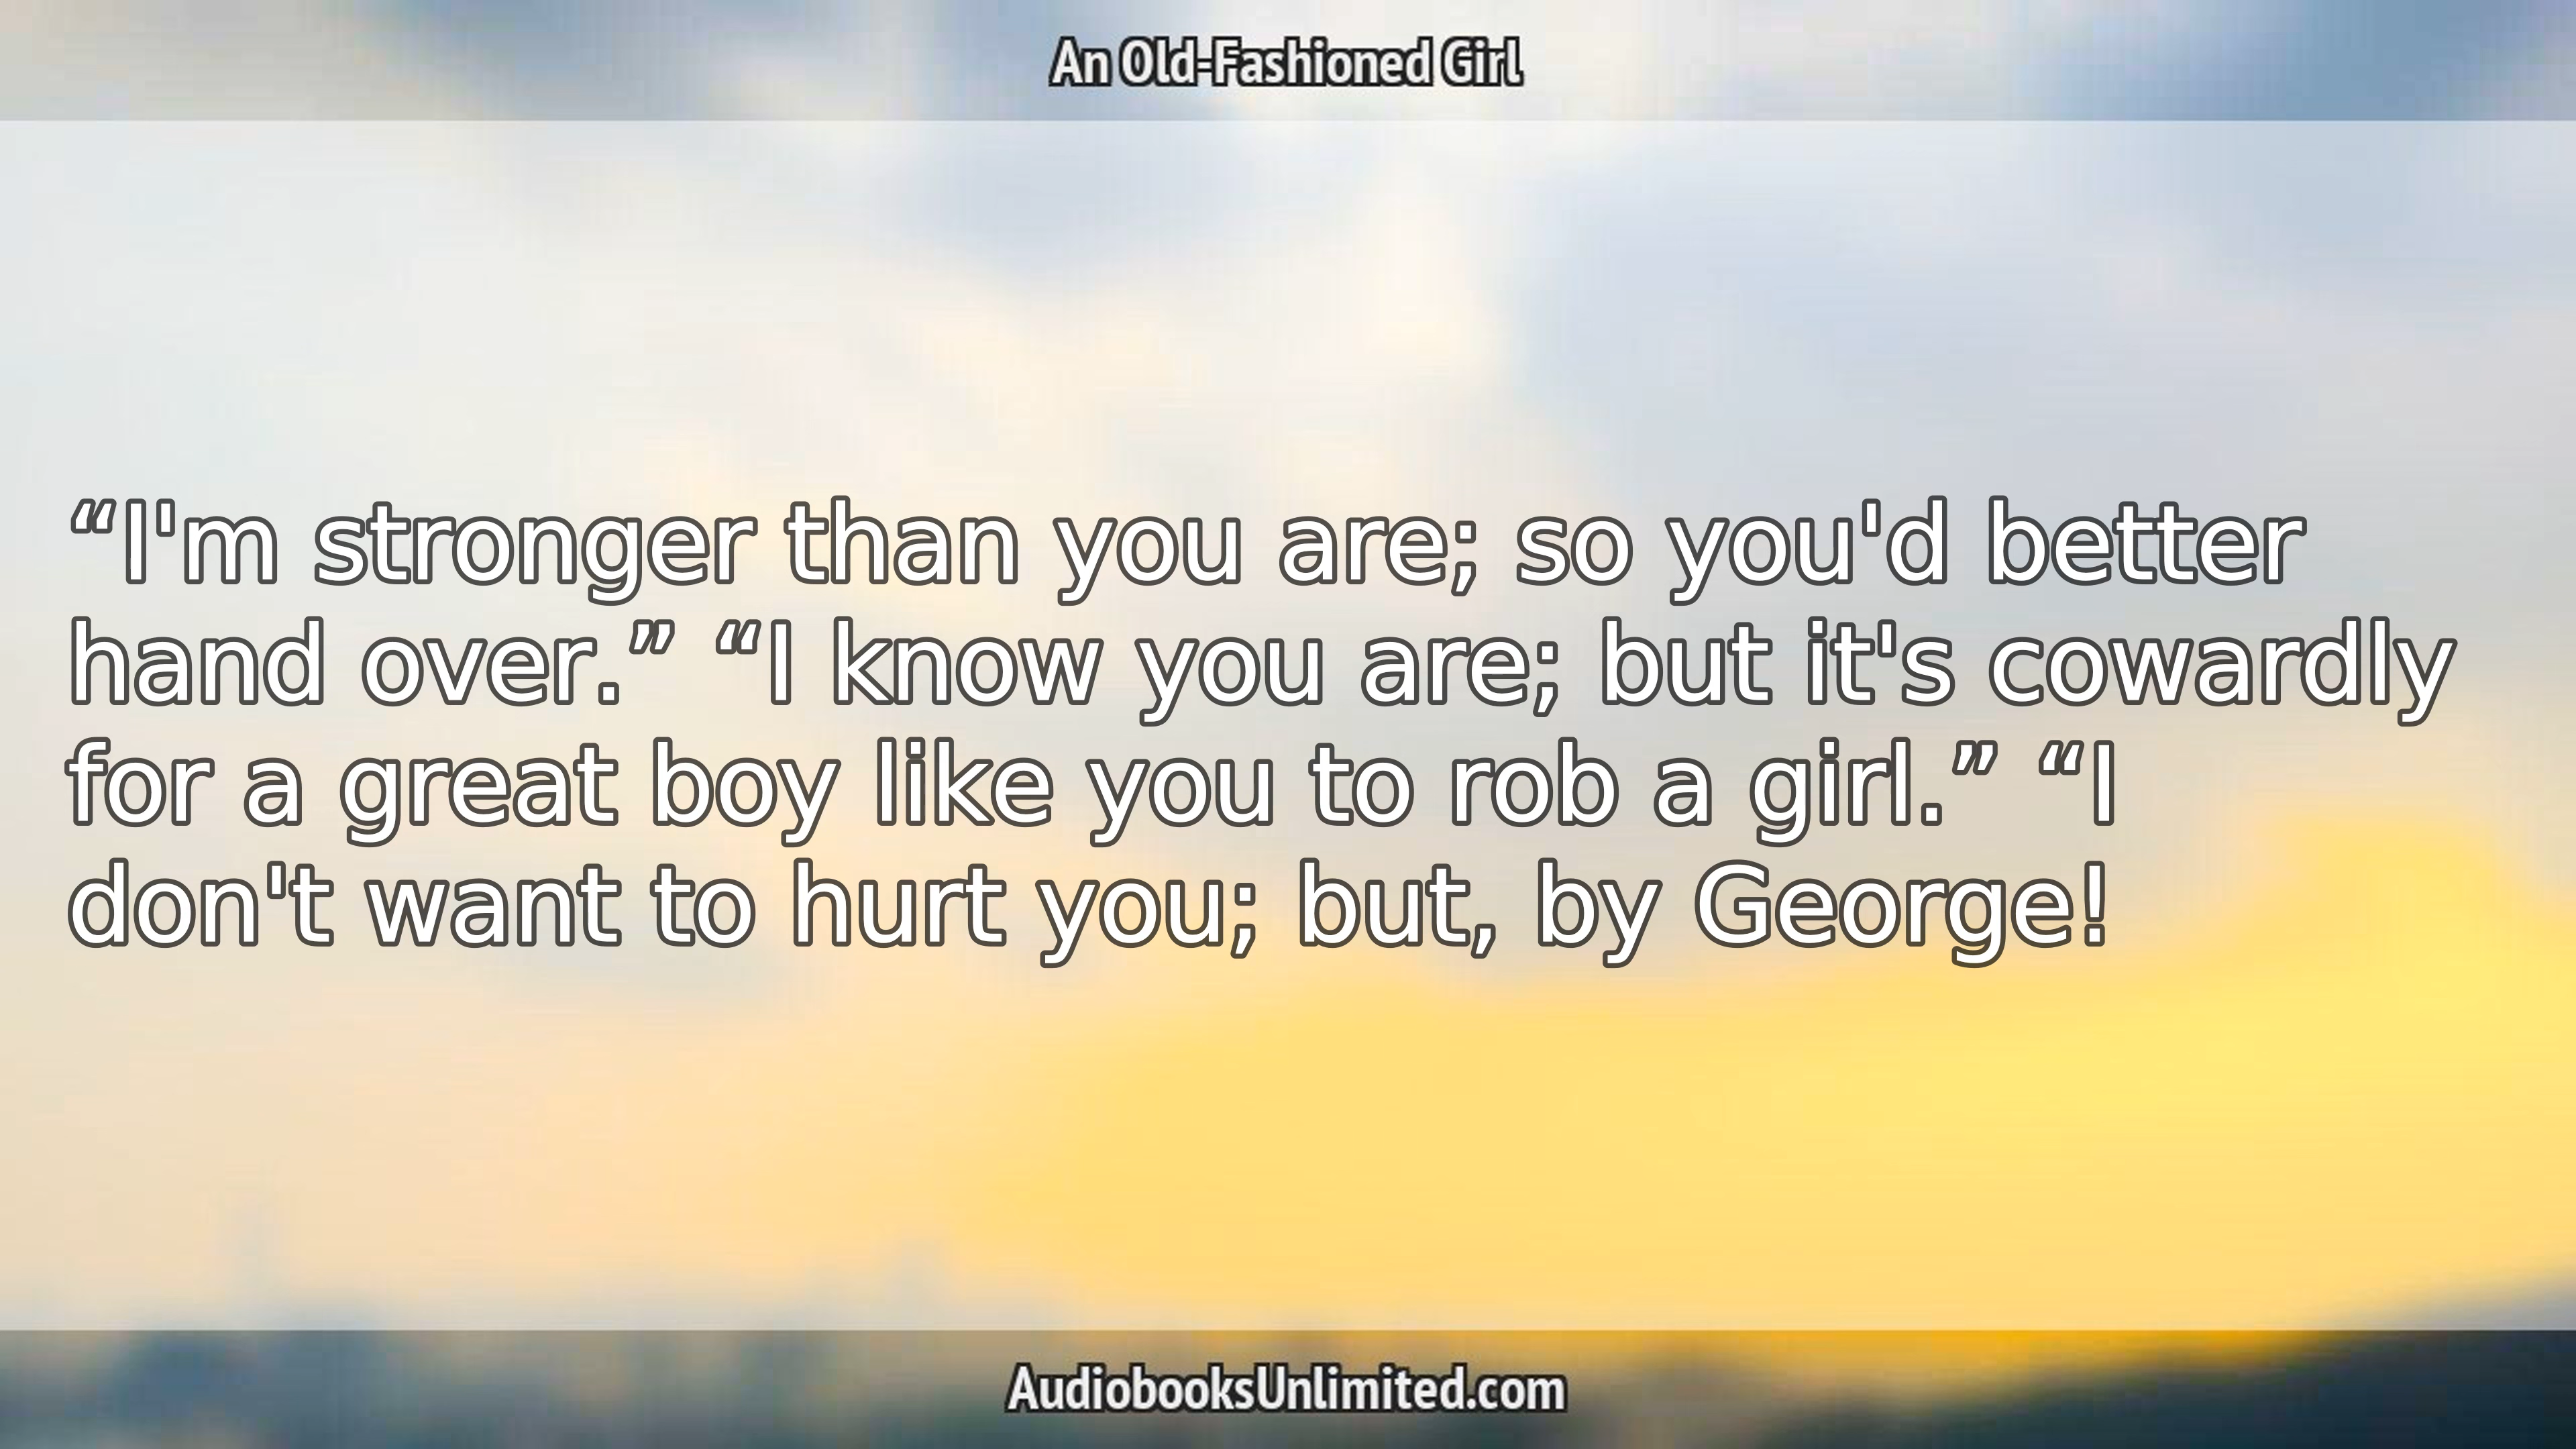 An Old-Fashioned Girl
“I'm stronger than you are; so you'd better
hand over.” “I know you are; but it's cowardly
for a great boy like you to rob a girl.” “I
don't want to hurt you; but, by George!
AudiobooksUnlimited.com